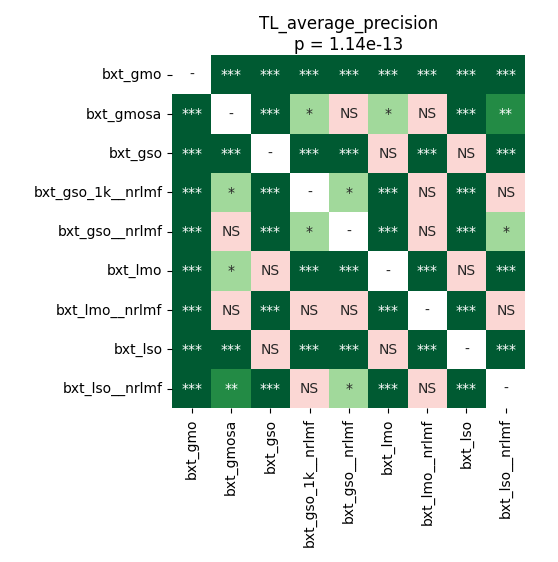 TL_average_precision
p = 1.14e-13
bxt_gmo - *** *** *** *** *** *** *** ***
bxt_gmosa *** - *** * NS * NS *** **
bxt_gso *** *** - *** *** NS *** NS ***
bxt_gso_1k__nrlmf *** * *** - * *** NS *** NS
bxt_gso__nrlmf *** NS *** * - *** NS *** *
bxt_lmo *** * NS *** *** - *** NS ***
bxt_lmo__nrlmf *** NS *** NS NS *** - *** NS
bxt_lso *** *** NS *** *** NS *** - ***
bxt_lso__nrlmf *** ** *** NS * *** NS *** -
bxt_gmo
bxt_gmosa
bxt_gso
bxt_gso_1k__nrlmf
bxt_gso__nrlmf
bxt_lmo
bxt_lmo__nrlmf
bxt_lso
bxt_lso__nrlmf